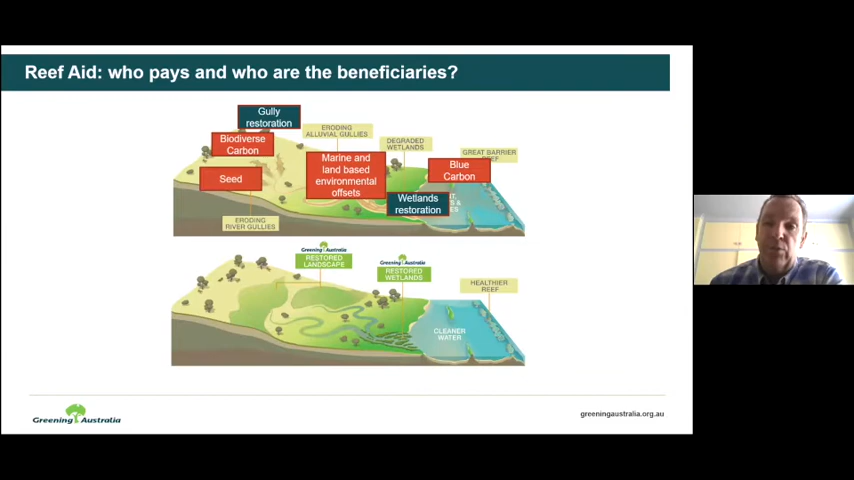 Reef Aid: who pays and who are the beneficiaries?
Gully
restoration
ERODING
ALLUVIAL GULLIES
Biodiverse
Carbon
DEGRADED
WETLANDS
GREAT BARRIER
Marine and
land based
environmental
offsets
Blue
Carbon
Seed
Wetlands
restoration
ERODING
RIVER GULLIES
Greening Australia
RESTORED
LANDSCAPE
Greening Australia
RESTORED
WETLANDS
HEALTHIER
REEF
CLEANER
WATER
Greening Australia
greeningaustralia.org.au